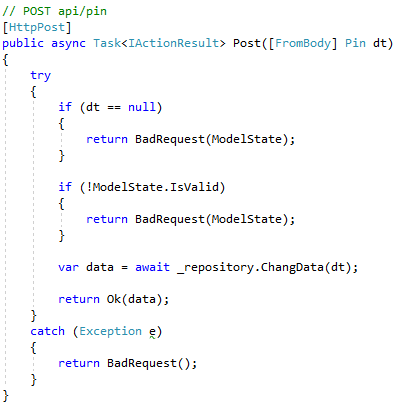 // POST api/pin
[HttpPost]
public async Task<IActionResult> Post([FromBody] Pin dt)
{
try
{
if (dt == null)
{
return BadRequest(ModelState);
}
if (!ModelState.IsValid)
{
return BadRequest(ModelState);
}
var data = await _repository.ChangData(dt);
return Ok(data);
}
catch (Exception e)
{
return BadRequest();
}
}